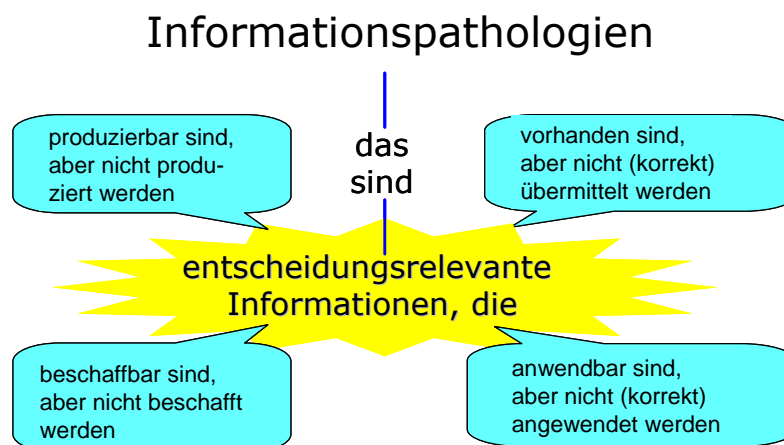 Informationspathologien
produzierbar sind,
aber nicht produ-
ziert werden
das
sind
vorhanden sind,
aber nicht (korrekt)
übermittelt werden
entscheidungsrelevante
Informationen, die
beschaffbar sind,
aber nicht beschafft
werden
anwendbar sind,
aber nicht (korrekt)
angewendet werden